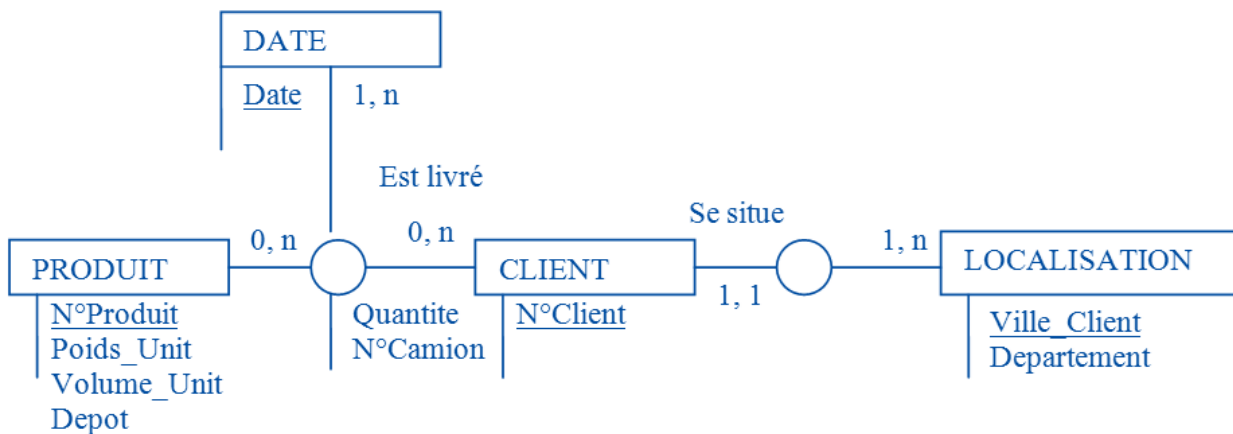 DATE
Date
1, n
Est livré
Se situe
0, n
0, n
1, n
PRODUIT
CLIENT
LOCALISATION
1, 1
N°Produit
Poids_Unit
Volume_Unit
Depot
Quantite
N°Camion
N°Client
Ville_Client
Departement